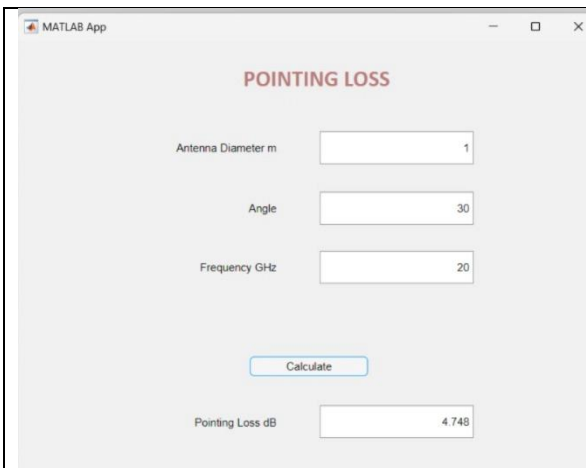 MATLAB App
POINTING LOSS
Antenna Diameter m 1
Angle 30
Frequency GHz 20
Calculate
Pointing Loss dB 4.748